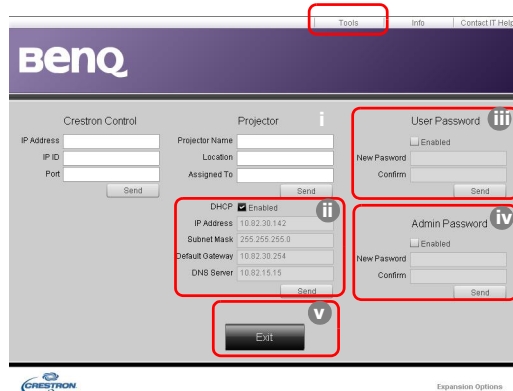 Tools Info Contact IT Help
BenQ
Crestron Control
IP Address
IP ID
Port
Send
Projector i
Projector Name
Location
Assigned To
Send
DHCP Enabled ii
IP Address 10.82.30.142
Subnet Mask 255.255.255.0
Default Gateway 10.82.30.254
DNS Server 10.82.15.15
Send
User Password iii
Enabled
New Pasword
Confirm
Send
Admin Password iv
Enabled
New Pasword
Confirm
Send
v
Exit
CRESTRON
Expansion Options